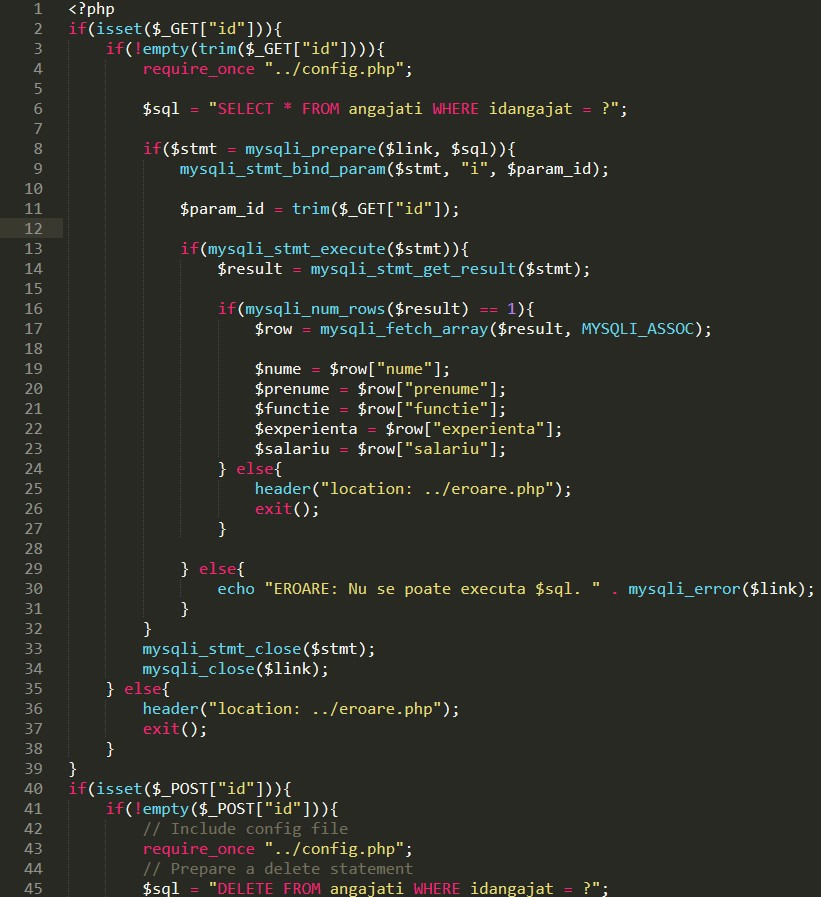 1 <?php
2 if(isset($_GET["id"])){
3     if(!empty(trim($_GET["id"]))){
4         require_once "../config.php";
5
6         $sql = "SELECT * FROM angajati WHERE idangajat = ?";
7
8         if($stmt = mysqli_prepare($link, $sql)){
9             mysqli_stmt_bind_param($stmt, "i", $param_id);
10
11             $param_id = trim($_GET["id"]);
12
13             if(mysqli_stmt_execute($stmt)){
14                 $result = mysqli_stmt_get_result($stmt);
15
16                 if(mysqli_num_rows($result) == 1){
17                     $row = mysqli_fetch_array($result, MYSQLI_ASSOC);
18
19                     $nume = $row["nume"];
20                     $prenume = $row["prenume"];
21                     $functie = $row["functie"];
22                     $experienta = $row["experienta"];
23                     $salariu = $row["salariu"];
24                 } else{
25                     header("location: ../eroare.php");
26                     exit();
27                 }
28
29             } else{
30                 echo "EROARE: Nu se poate executa $sql. " . mysqli_error($link);
31             }
32         }
33         mysqli_stmt_close($stmt);
34         mysqli_close($link);
35     } else{
36         header("location: ../eroare.php");
37         exit();
38     }
39 }
40 if(isset($_POST["id"])){
41     if(!empty($_POST["id"])){
42         // Include config file
43         require_once "../config.php";
44         // Prepare a delete statement
45         $sql = "DELETE FROM angajati WHERE idangajat = ?";